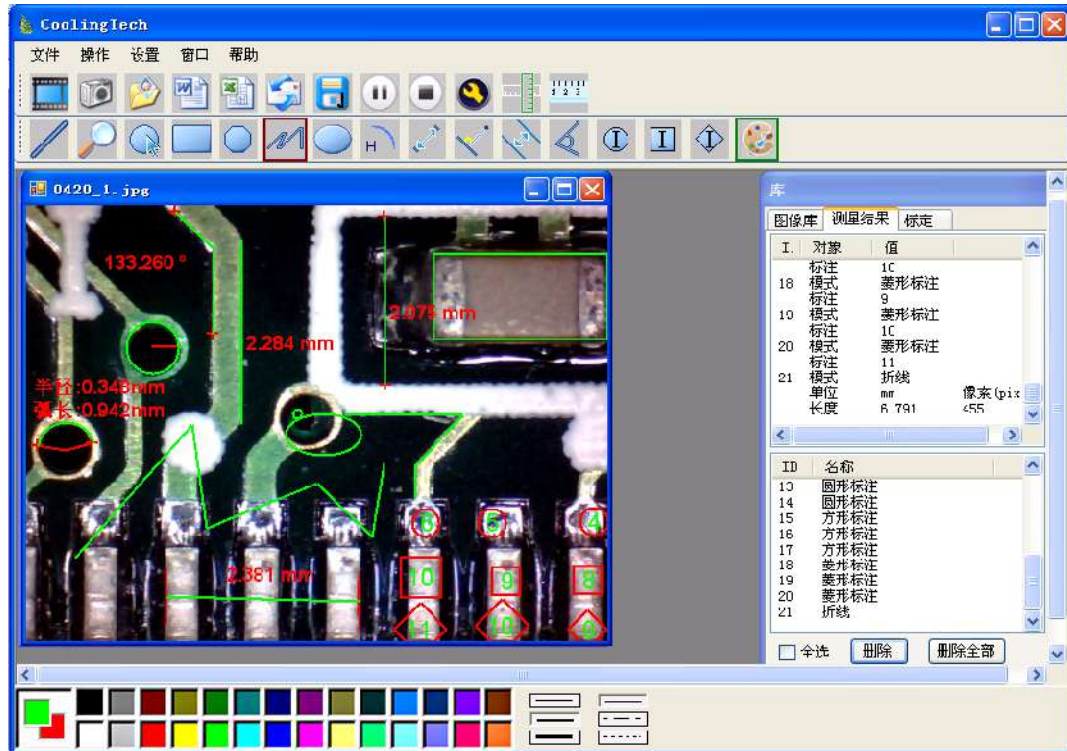 CoolingTech
文件 操作 设置 窗口 帮助
H
0420_1.jpg
133.260 °
2.075 mm
2.284 mm
半径:0.348mm
弧长:0.942mm
6 5 4
2.381 mm
10 9 8
11 10 9
库
图像库 测量结果 标定
I. 对象 值
标注 10
18 模式 菱形标注
标注 9
19 模式 菱形标注
标注 10
20 模式 菱形标注
标注 11
21 模式 折线
单位 mm 像素(pix
长度 6.791 455
ID 名称
13 圆形标注
14 圆形标注
15 方形标注
16 方形标注
17 方形标注
18 菱形标注
19 菱形标注
20 菱形标注
21 折线
全选 删除 删除全部